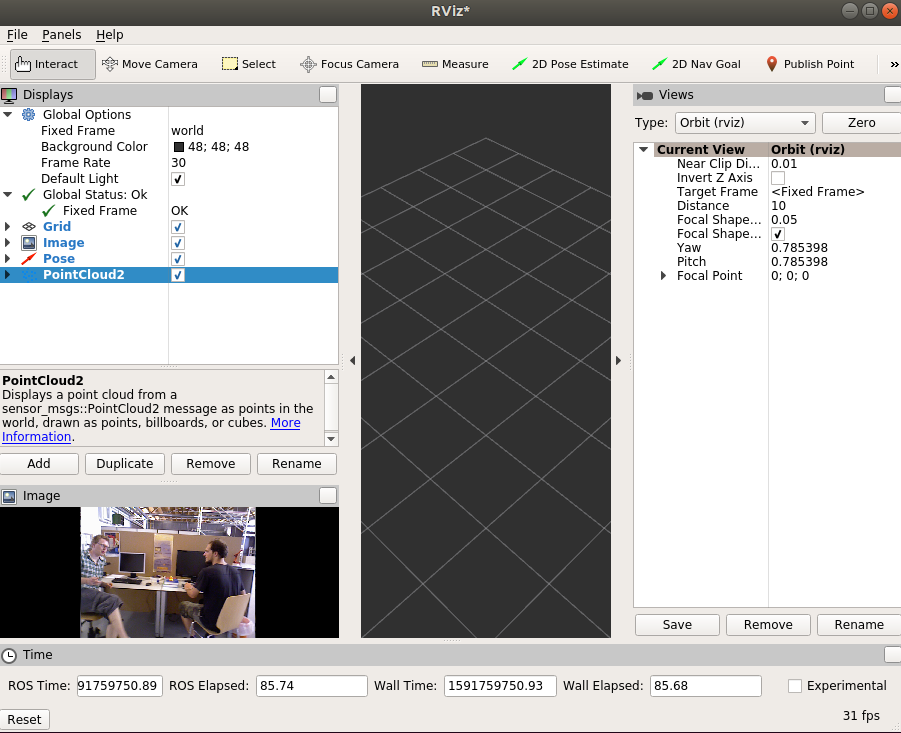 RViz*
File Panels Help
Interact Move Camera Select Focus Camera Measure 2D Pose Estimate 2D Nav Goal Publish Point »
Displays
Global Options
Fixed Frame world
Background Color 48; 48; 48
Frame Rate 30
Default Light
Global Status: Ok
Fixed Frame OK
Grid
Image
Pose
PointCloud2
PointCloud2
Displays a point cloud from a
sensor_msgs::PointCloud2 message as points in the
world, drawn as points, billboards, or cubes. More
Information.
Add Duplicate Remove Rename
Image
Views
Type: Orbit (rviz) Zero
Current View Orbit (rviz)
Near Clip Di... 0.01
Invert Z Axis
Target Frame <Fixed Frame>
Distance 10
Focal Shape... 0.05
Focal Shape...
Yaw 0.785398
Pitch 0.785398
Focal Point 0; 0; 0
Save Remove Rename
Time
ROS Time: 91759750.89 ROS Elapsed: 85.74 Wall Time: 1591759750.93 Wall Elapsed: 85.68 Experimental
Reset 31 fps